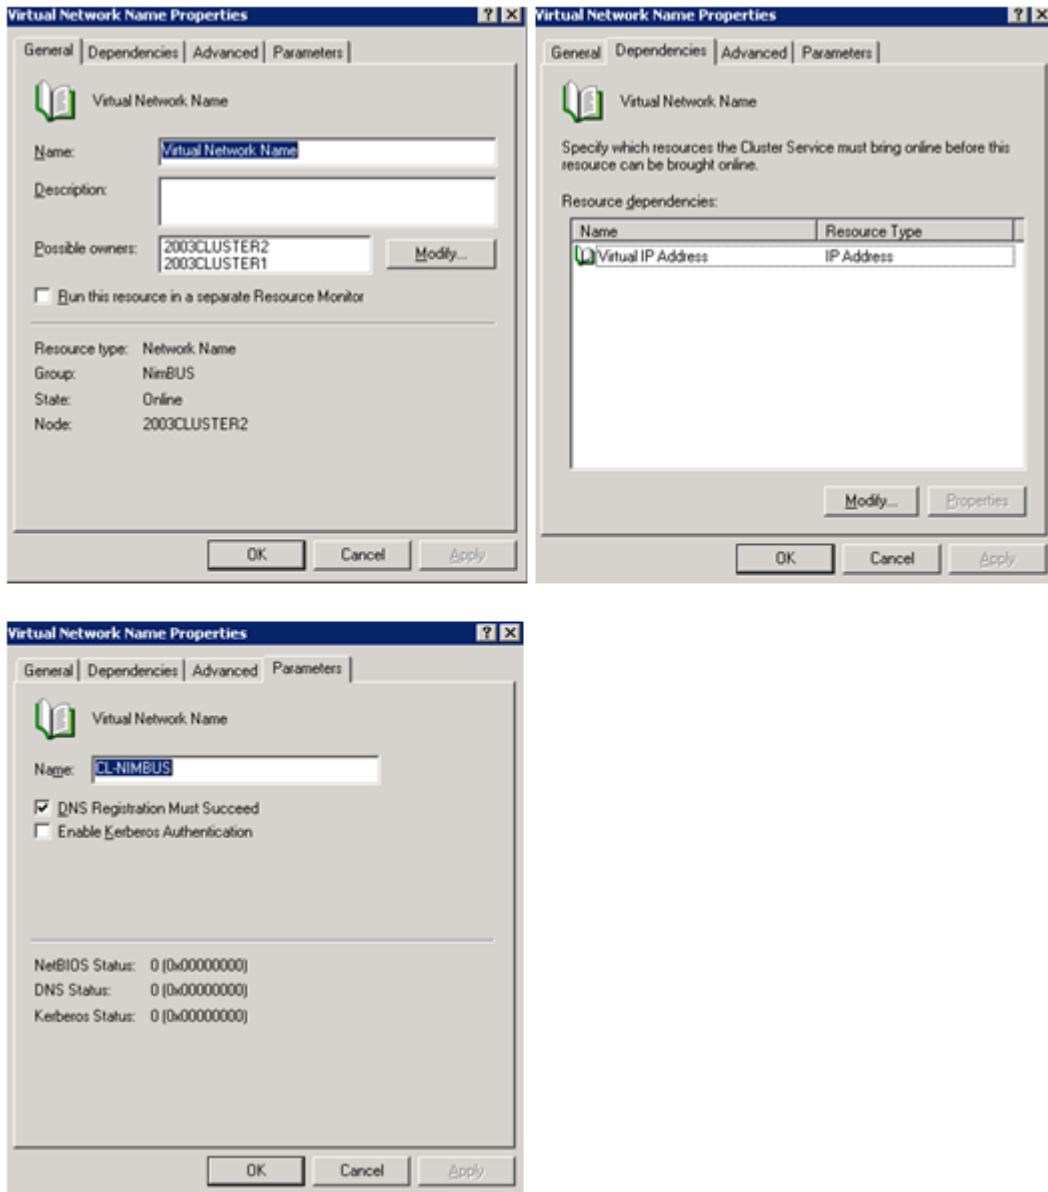 Virtual Network Name Properties
General Dependencies Advanced Parameters
Virtual Network Name
Name: Virtual Network Name
Description:
Possible owners: 2003CLUSTER2
2003CLUSTER1
Modify...
Run this resource in a separate Resource Monitor
Resource type: Network Name
Group: NimBUS
State: Online
Node: 2003CLUSTER2
OK Cancel Apply
Virtual Network Name Properties
General Dependencies Advanced Parameters
Virtual Network Name
Specify which resources the Cluster Service must bring online before this
resource can be brought online.
Resource dependencies:
Name Resource Type
Virtual IP Address IP Address
Modify... Properties
OK Cancel Apply
Virtual Network Name Properties
General Dependencies Advanced Parameters
Virtual Network Name
Name: CL-NIMBUS
DNS Registration Must Succeed
Enable Kerberos Authentication
NetBIOS Status: 0 (0x00000000)
DNS Status: 0 (0x00000000)
Kerberos Status: 0 (0x00000000)
OK Cancel Apply